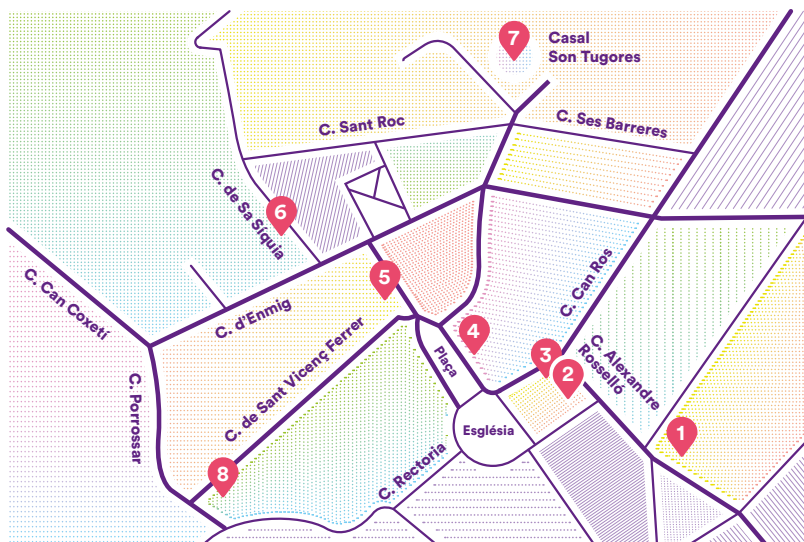 7
Casal
Son Tugores
C. Sant Roc
C. Ses Barreres
C. de Sa Síquia
6
C. Can Coxetí
5
C. Can Ros
C. d'Enmig
C. de Sant Vicenç Ferrer
4
Plaça
3
2
C. Alexandre
Rosselló
C. Porrossar
Església
1
C. Rectoria
8